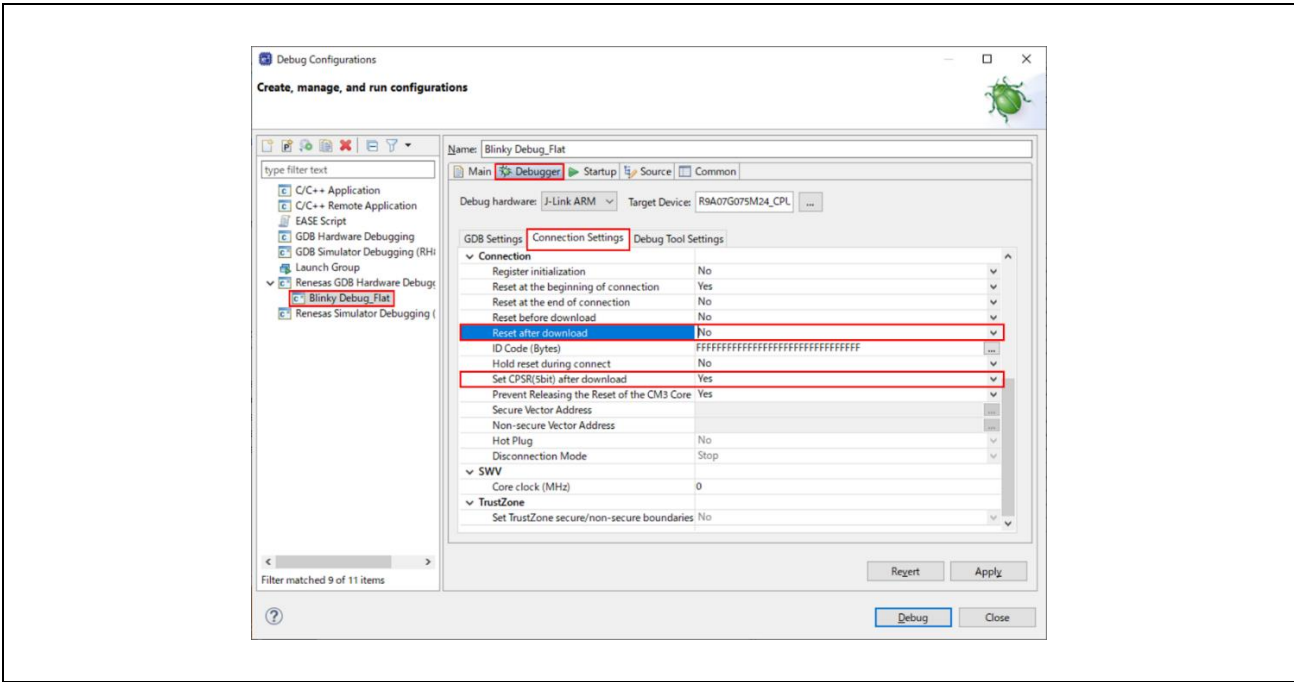 Debug Configurations
Create, manage, and run configurations
type filter text
C/C++ Application
C/C++ Remote Application
EASE Script
GDB Hardware Debugging
GDB Simulator Debugging (RH
Launch Group
Renesas GDB Hardware Debug
Blinky Debug_Flat
Renesas Simulator Debugging (
Filter matched 9 of 11 items
Name: Blinky Debug_Flat
Main Debugger Startup Source Common
Debug hardware: J-Link ARM Target Device: R9A07G075M24_CPU ...
GDB Settings Connection Settings Debug Tool Settings
Connection
Register initialization No
Reset at the beginning of connection Yes
Reset at the end of connection No
Reset before download No
Reset after download No
ID Code (Bytes) FFFFFFFFFFFFFFFFFFFFFFFFFFFFFFFF ...
Hold reset during connect No
Set CPSR(5bit) after download Yes
Prevent Releasing the Reset of the CM3 Core Yes
Secure Vector Address ...
Non-secure Vector Address ...
Hot Plug No
Disconnection Mode Stop
SWV
Core clock (MHz) 0
TrustZone
Set TrustZone secure/non-secure boundaries No
Revert Apply
Debug Close